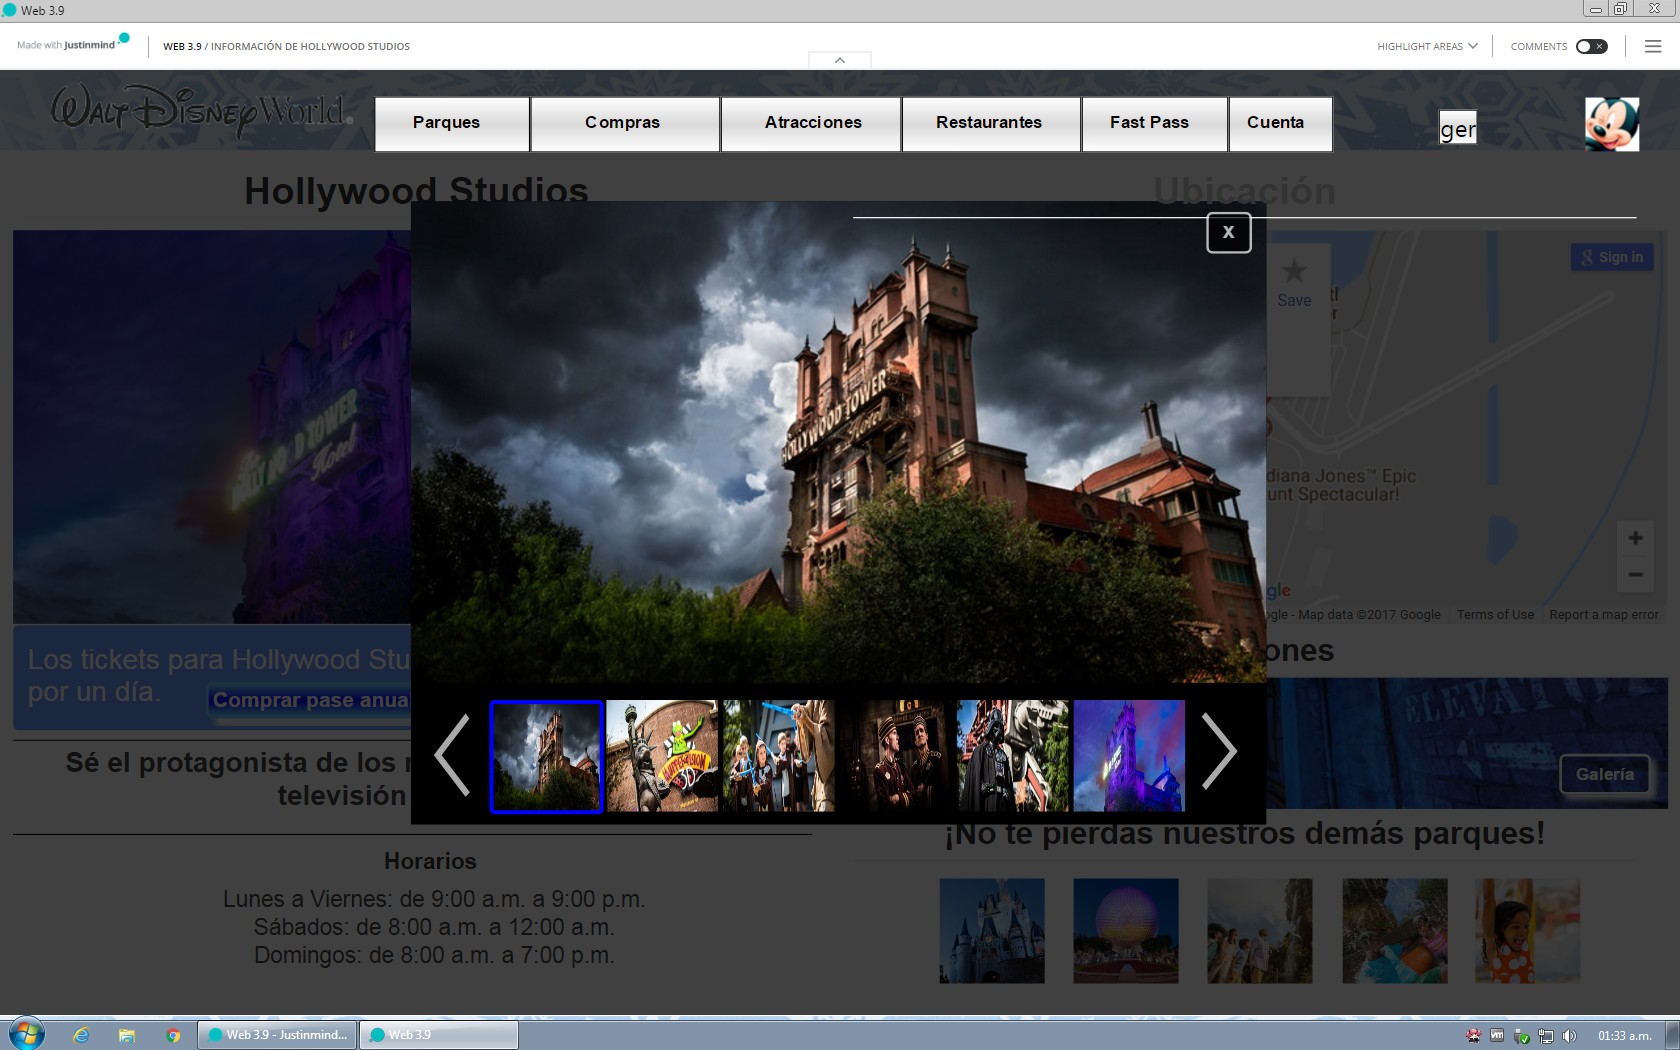 Web 3.9
Made with Justinmind
WEB 3.9 / INFORMACIÓN DE HOLLYWOOD STUDIOS
HIGHLIGHT AREAS
COMMENTS
WALT DISNEY World
Parques
Compras
Atracciones
Restaurantes
Fast Pass
Cuenta
ger
Hollywood Studios
Ubicación
X
Sign in
Save
HOLLYWOOD TOWER
Hotel
diana Jones™ Epic
unt Spectacular!
gle
ogle - Map data ©2017 Google
Terms of Use
Report a map error
Los tickets para Hollywood Stu
por un día.
Comprar pase anua
ones
Galería
Sé el protagonista de los
televisión
¡No te pierdas nuestros demás parques!
Horarios
Lunes a Viernes: de 9:00 a.m. a 9:00 p.m.
Sábados: de 8:00 a.m. a 12:00 a.m.
Domingos: de 8:00 a.m. a 7:00 p.m.
Web 3.9 - Justinmind...
Web 3.9
01:33 a.m.